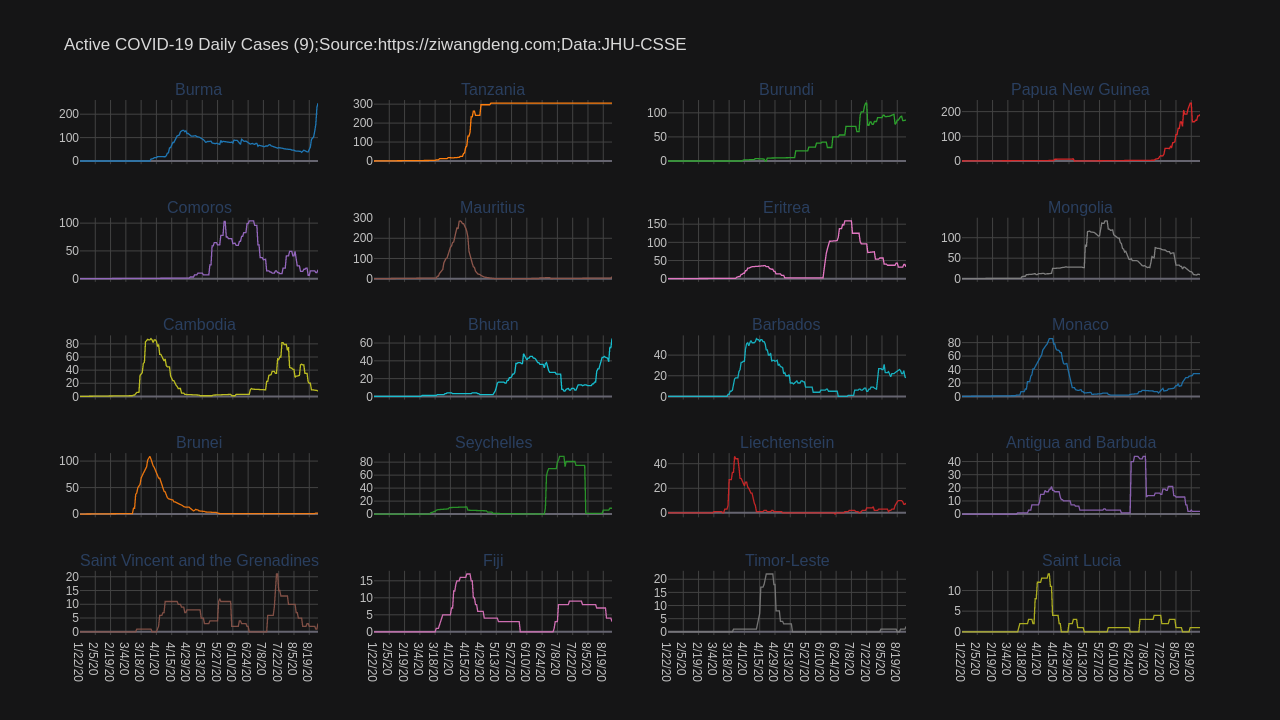 Active COVID-19 Daily Cases (9);Source:https://ziwangdeng.com;Data:JHU-CSSE
Burma Tanzania Burundi Papua New Guinea
200 100 0
300 200 100 0
100 50 0
200 100 0
Comoros Mauritius Eritrea Mongolia
100 50 0
300 200 100 0
150 100 50 0
100 50 0
Cambodia Bhutan Barbados Monaco
80 60 40 20 0
60 40 20 0
40 20 0
80 60 40 20 0
Brunei Seychelles Liechtenstein Antigua and Barbuda
100 50 0
80 60 40 20 0
40 20 0
40 30 20 10 0
Saint Vincent and the Grenadines Fiji Timor-Leste Saint Lucia
20 15 10 5 0
15 10 5 0
20 15 10 5 0
10 5 0
1/22/20 2/5/20 2/19/20 3/4/20 3/18/20 4/1/20 4/15/20 4/29/20 5/13/20 5/27/20 6/10/20 6/24/20 7/8/20 7/22/20 8/5/20 8/19/20
1/22/20 2/5/20 2/19/20 3/4/20 3/18/20 4/1/20 4/15/20 4/29/20 5/13/20 5/27/20 6/10/20 6/24/20 7/8/20 7/22/20 8/5/20 8/19/20
1/22/20 2/5/20 2/19/20 3/4/20 3/18/20 4/1/20 4/15/20 4/29/20 5/13/20 5/27/20 6/10/20 6/24/20 7/8/20 7/22/20 8/5/20 8/19/20
1/22/20 2/5/20 2/19/20 3/4/20 3/18/20 4/1/20 4/15/20 4/29/20 5/13/20 5/27/20 6/10/20 6/24/20 7/8/20 7/22/20 8/5/20 8/19/20